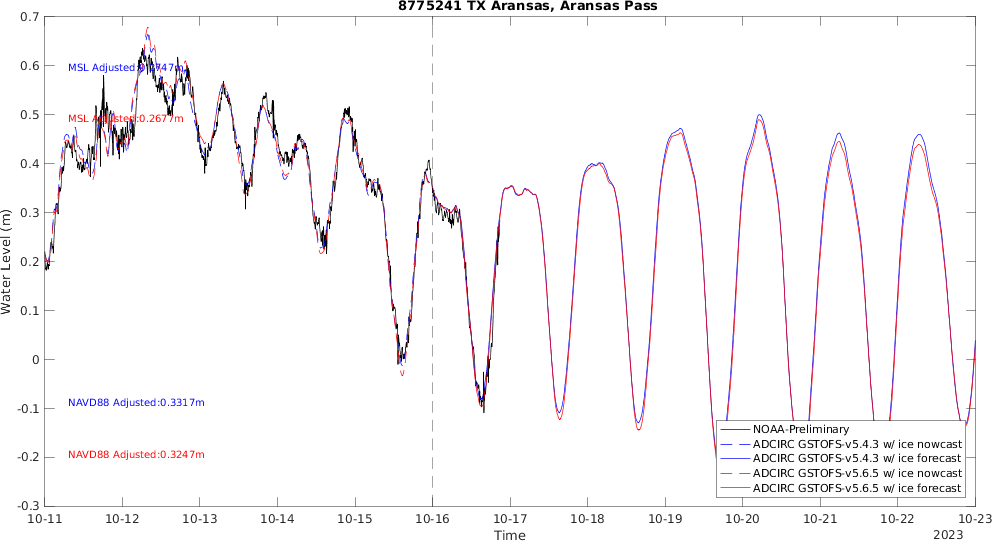 8775241 TX Aransas, Aransas Pass
0.7
0.6
0.5
0.4
0.3
0.2
0.1
0
-0.1
-0.2
-0.3
Water Level (m)
MSL Adjusted:0.2747m
MSL Adjusted:0.2677m
NAVD88 Adjusted:0.3317m
NAVD88 Adjusted:0.3247m
NOAA-Preliminary
ADCIRC GSTOFS-v5.4.3 w/ ice nowcast
ADCIRC GSTOFS-v5.4.3 w/ ice forecast
ADCIRC GSTOFS-v5.6.5 w/ ice nowcast
ADCIRC GSTOFS-v5.6.5 w/ ice forecast
10-11 10-12 10-13 10-14 10-15 10-16 10-17 10-18 10-19 10-20 10-21 10-22 10-23
Time
2023